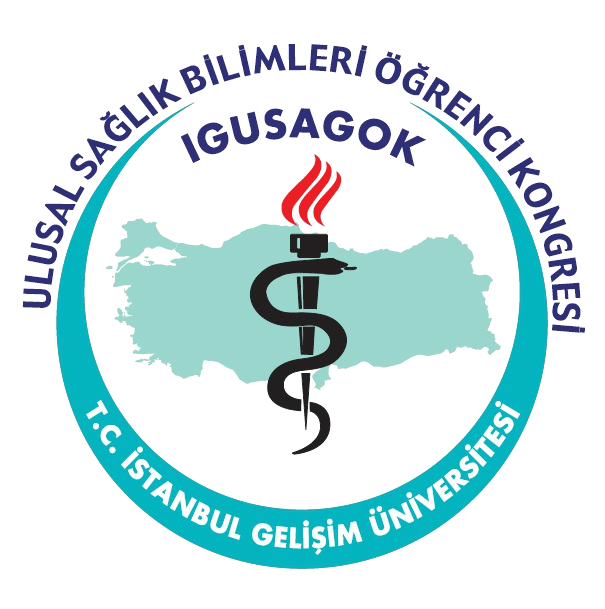 ULUSAL SAĞLIK BİLİMLERİ ÖĞRENCİ KONGRESİ
IGUSAGOK
T.C. İSTANBUL GELİŞİM ÜNİVERSİTESİ